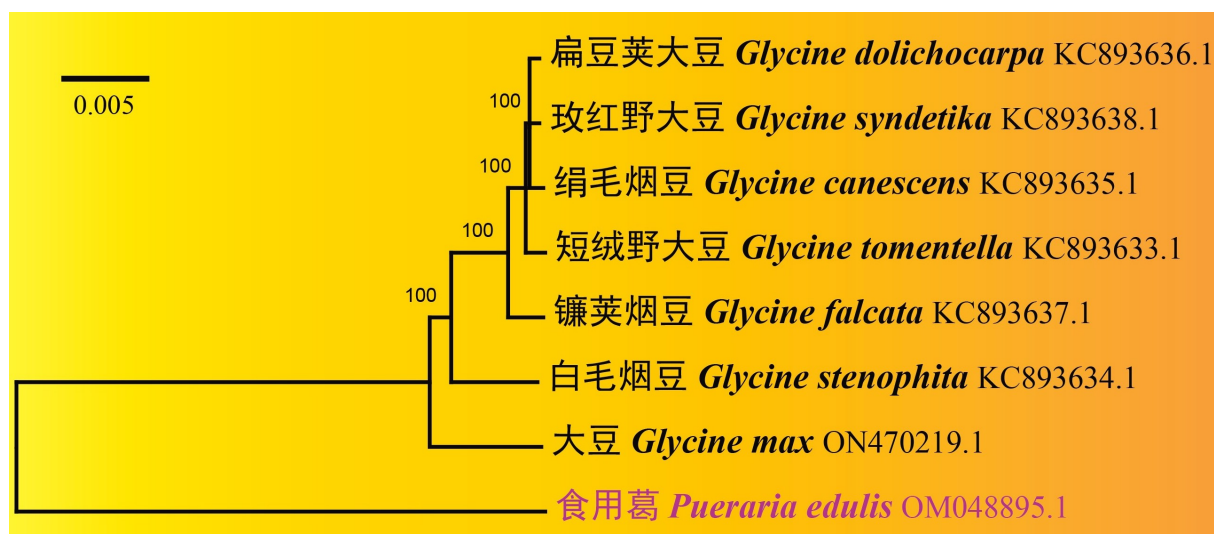 扁豆荚大豆 Glycine dolichocarpa KC893636.1
0.005
100
玫红野大豆 Glycine syndetika KC893638.1
100
绢毛烟豆 Glycine canescens KC893635.1
100
短绒野大豆 Glycine tomentella KC893633.1
100
镰荚烟豆 Glycine falcata KC893637.1
白毛烟豆 Glycine stenophita KC893634.1
大豆 Glycine max ON470219.1
食用葛 Pueraria edulis OM048895.1